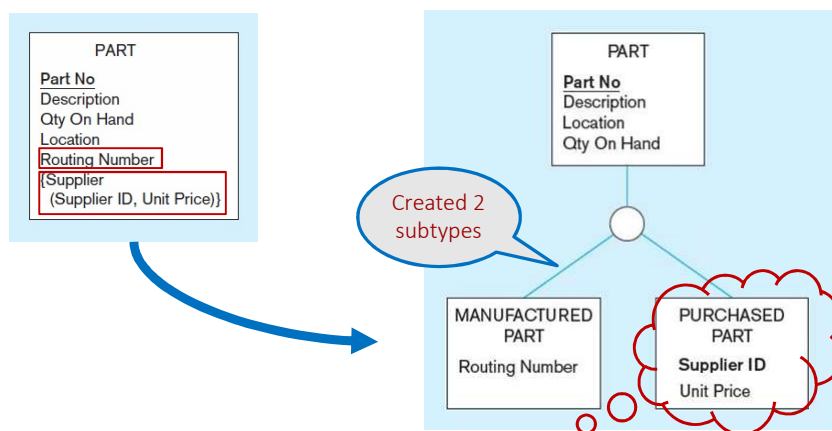 PART
Part No
Description
Qty On Hand
Location
Routing Number
{Supplier
(Supplier ID, Unit Price)}
PART
Part No
Description
Location
Qty On Hand
Created 2
subtypes
MANUFACTURED
PART
Routing Number
PURCHASED
PART
Supplier ID
Unit Price